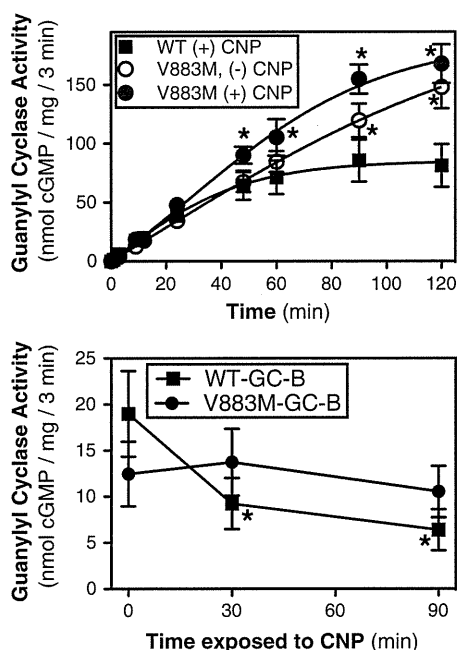 Guanylyl Cyclase Activity
(nmol cGMP / mg / 3 min)
150
100
50
0
WT (+) CNP
V883M, (-) CNP
V883M (+) CNP
*
*
*
*
*
*
0 20 40 60 80 100 120
Time (min)
Guanylyl Cyclase Activity
(nmol cGMP / mg / 3 min)
25
20
15
10
5
0
WT-GC-B
V883M-GC-B
*
*
0 30 60 90
Time exposed to CNP (min)